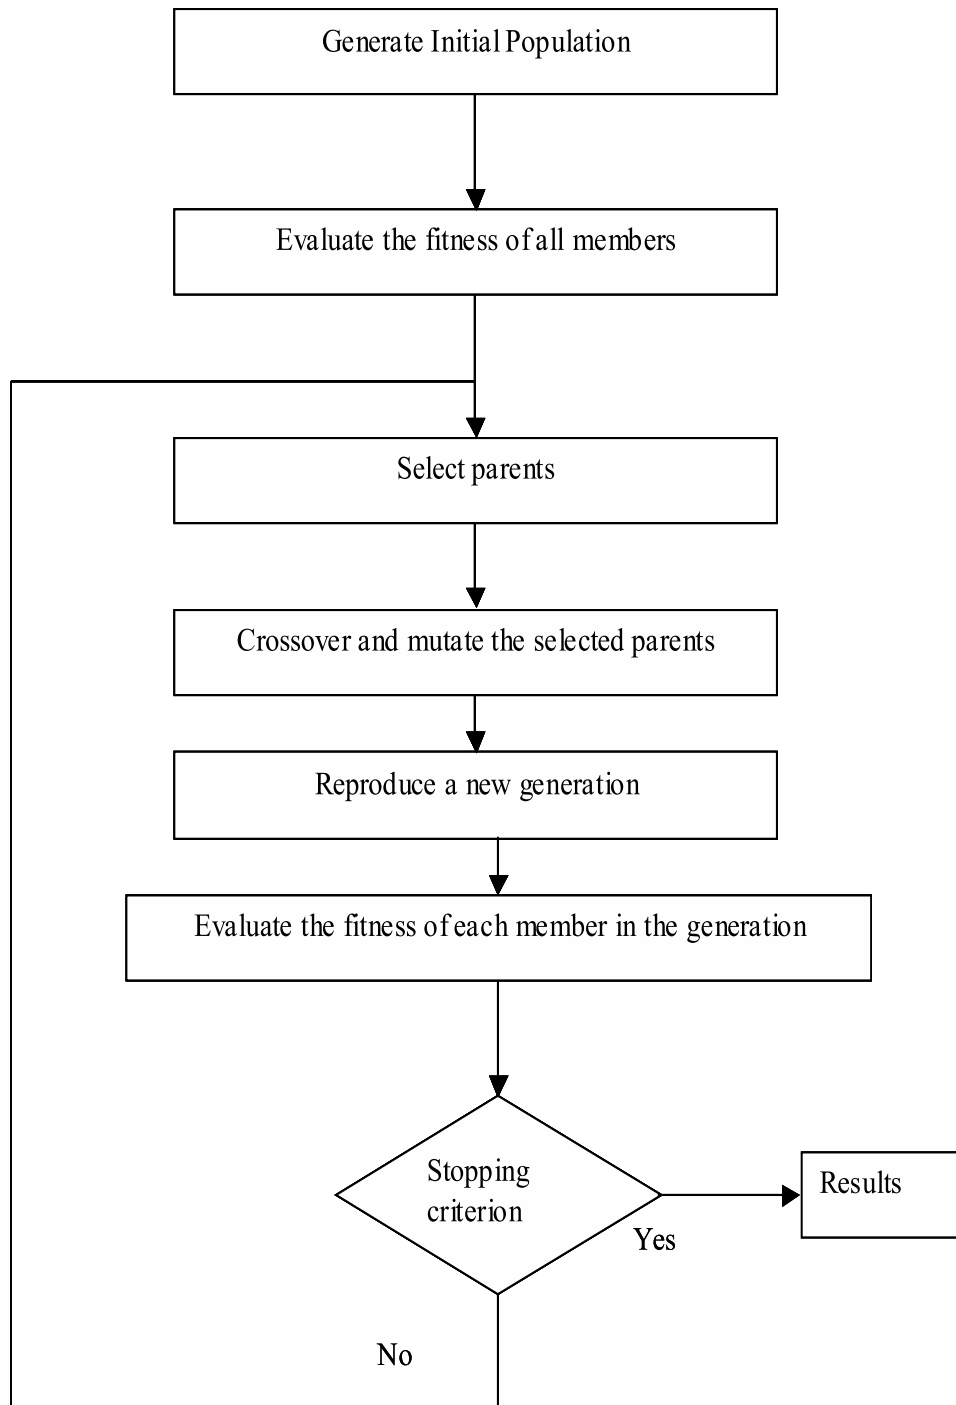 Generate Initial Population
Evaluate the fitness of all members
Select parents
Crossover and mutate the selected parents
Reproduce a new generation
Evaluate the fitness of each member in the generation
Stopping
criterion
Results
Yes
No